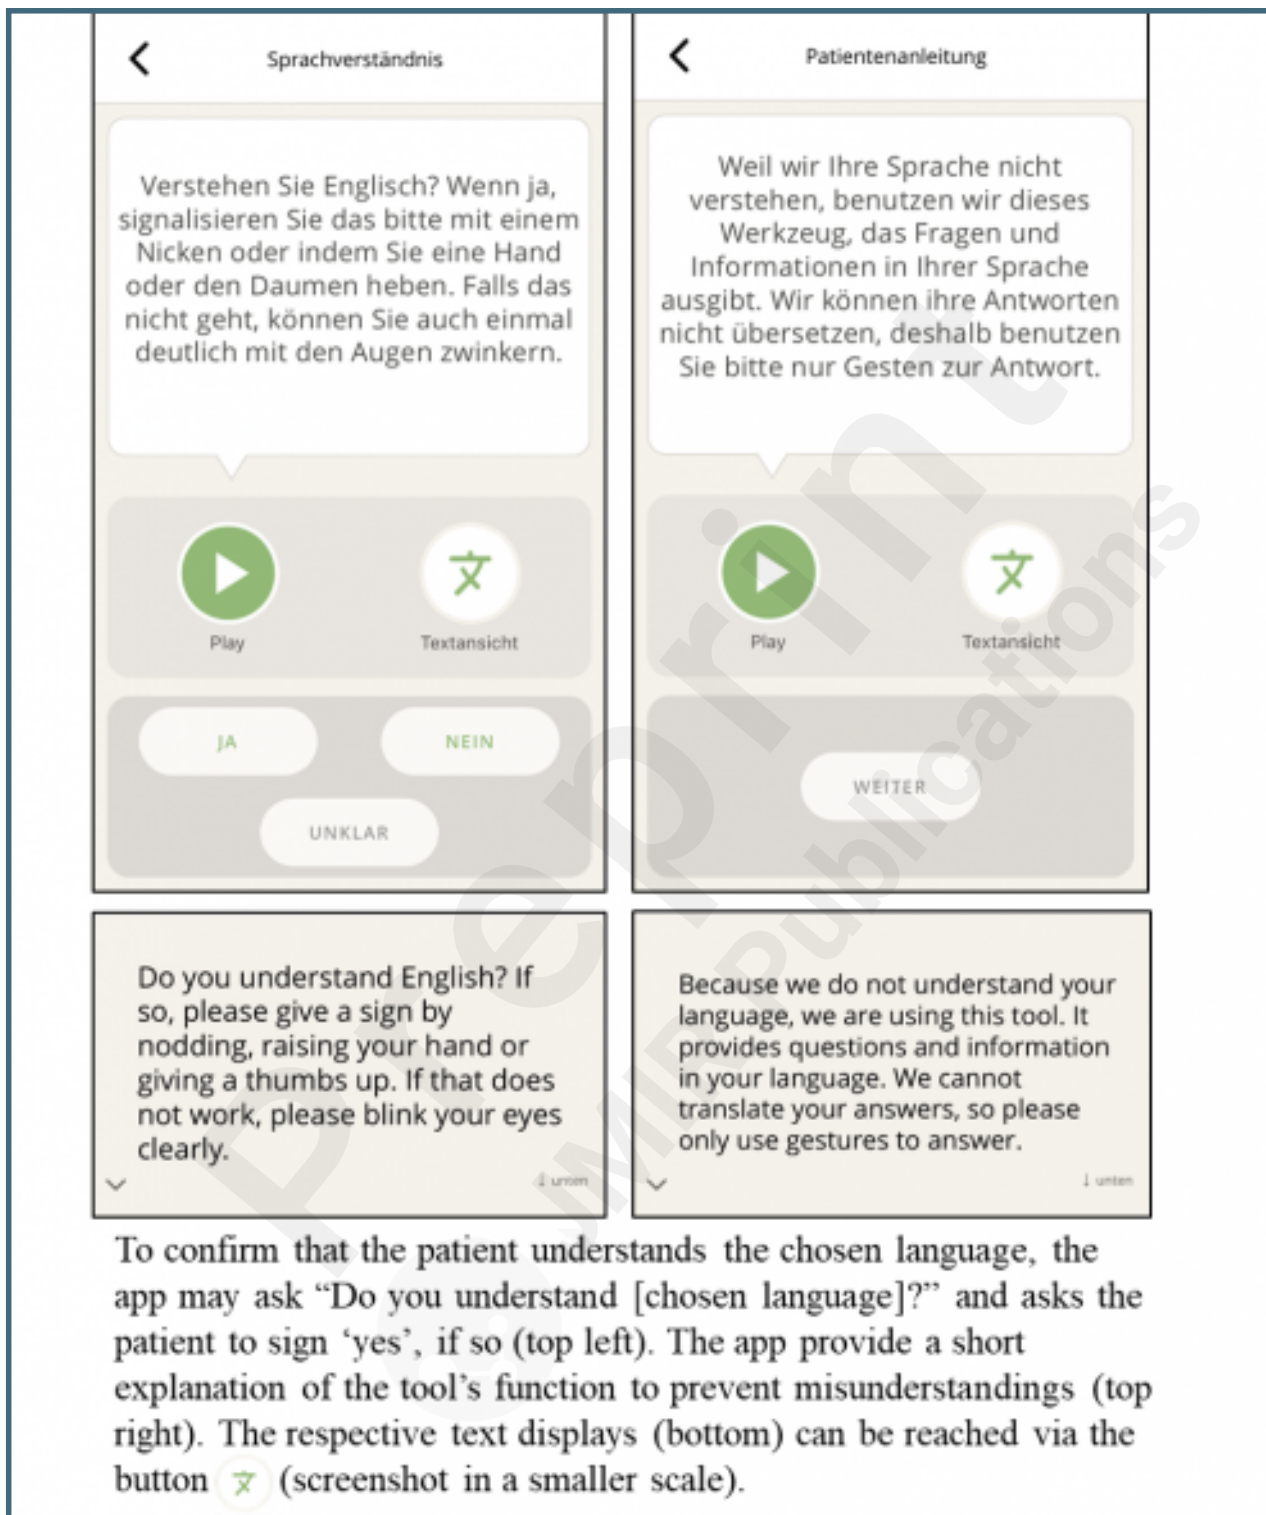 Sprachverständnis
Verstehen Sie Englisch? Wenn ja,
signalisieren Sie das bitte mit einem
Nicken oder indem Sie eine Hand
oder den Daumen heben. Falls das
nicht geht, können Sie auch einmal
deutlich mit den Augen zwinkern.
Play
Textansicht
JA
NEIN
UNKLAR
Patientenanleitung
Weil wir Ihre Sprache nicht
verstehen, benutzen wir dieses
Werkzeug, das Fragen und
Informationen in Ihrer Sprache
ausgibt. Wir können ihre Antworten
nicht übersetzen, deshalb benutzen
Sie bitte nur Gesten zur Antwort.
Play
Textansicht
WEITER
Do you understand English? If
so, please give a sign by
nodding, raising your hand or
giving a thumbs up. If that does
not work, please blink your eyes
clearly.
↓ unten
Because we do not understand your
language, we are using this tool. It
provides questions and information
in your language. We cannot
translate your answers, so please
only use gestures to answer.
↓ unten
To confirm that the patient understands the chosen language, the
app may ask “Do you understand [chosen language]?” and asks the
patient to sign ‘yes’, if so (top left). The app provide a short
explanation of the tool’s function to prevent misunderstandings (top
right). The respective text displays (bottom) can be reached via the
button 文 (screenshot in a smaller scale).
Preprint
JMIR Publications